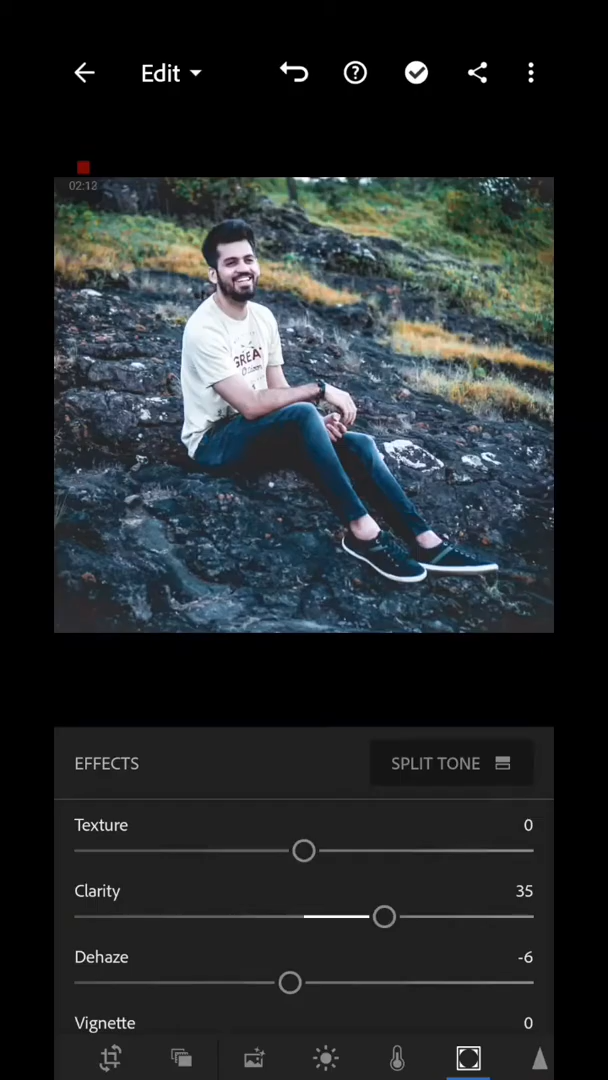 Edit
02:12
GREAT
EFFECTS
SPLIT TONE
Texture 0
Clarity 35
Dehaze -6
Vignette 0